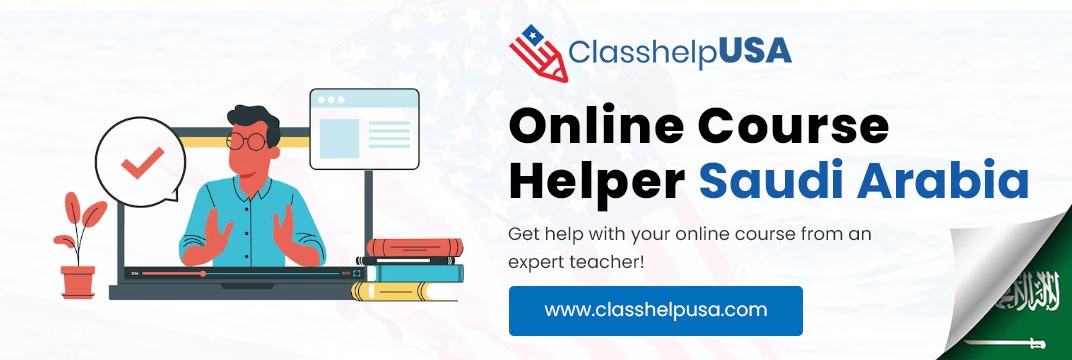 ClasshelpUSA
Online Course
Helper Saudi Arabia
Get help with your online course from an
expert teacher!
www.classhelpusa.com